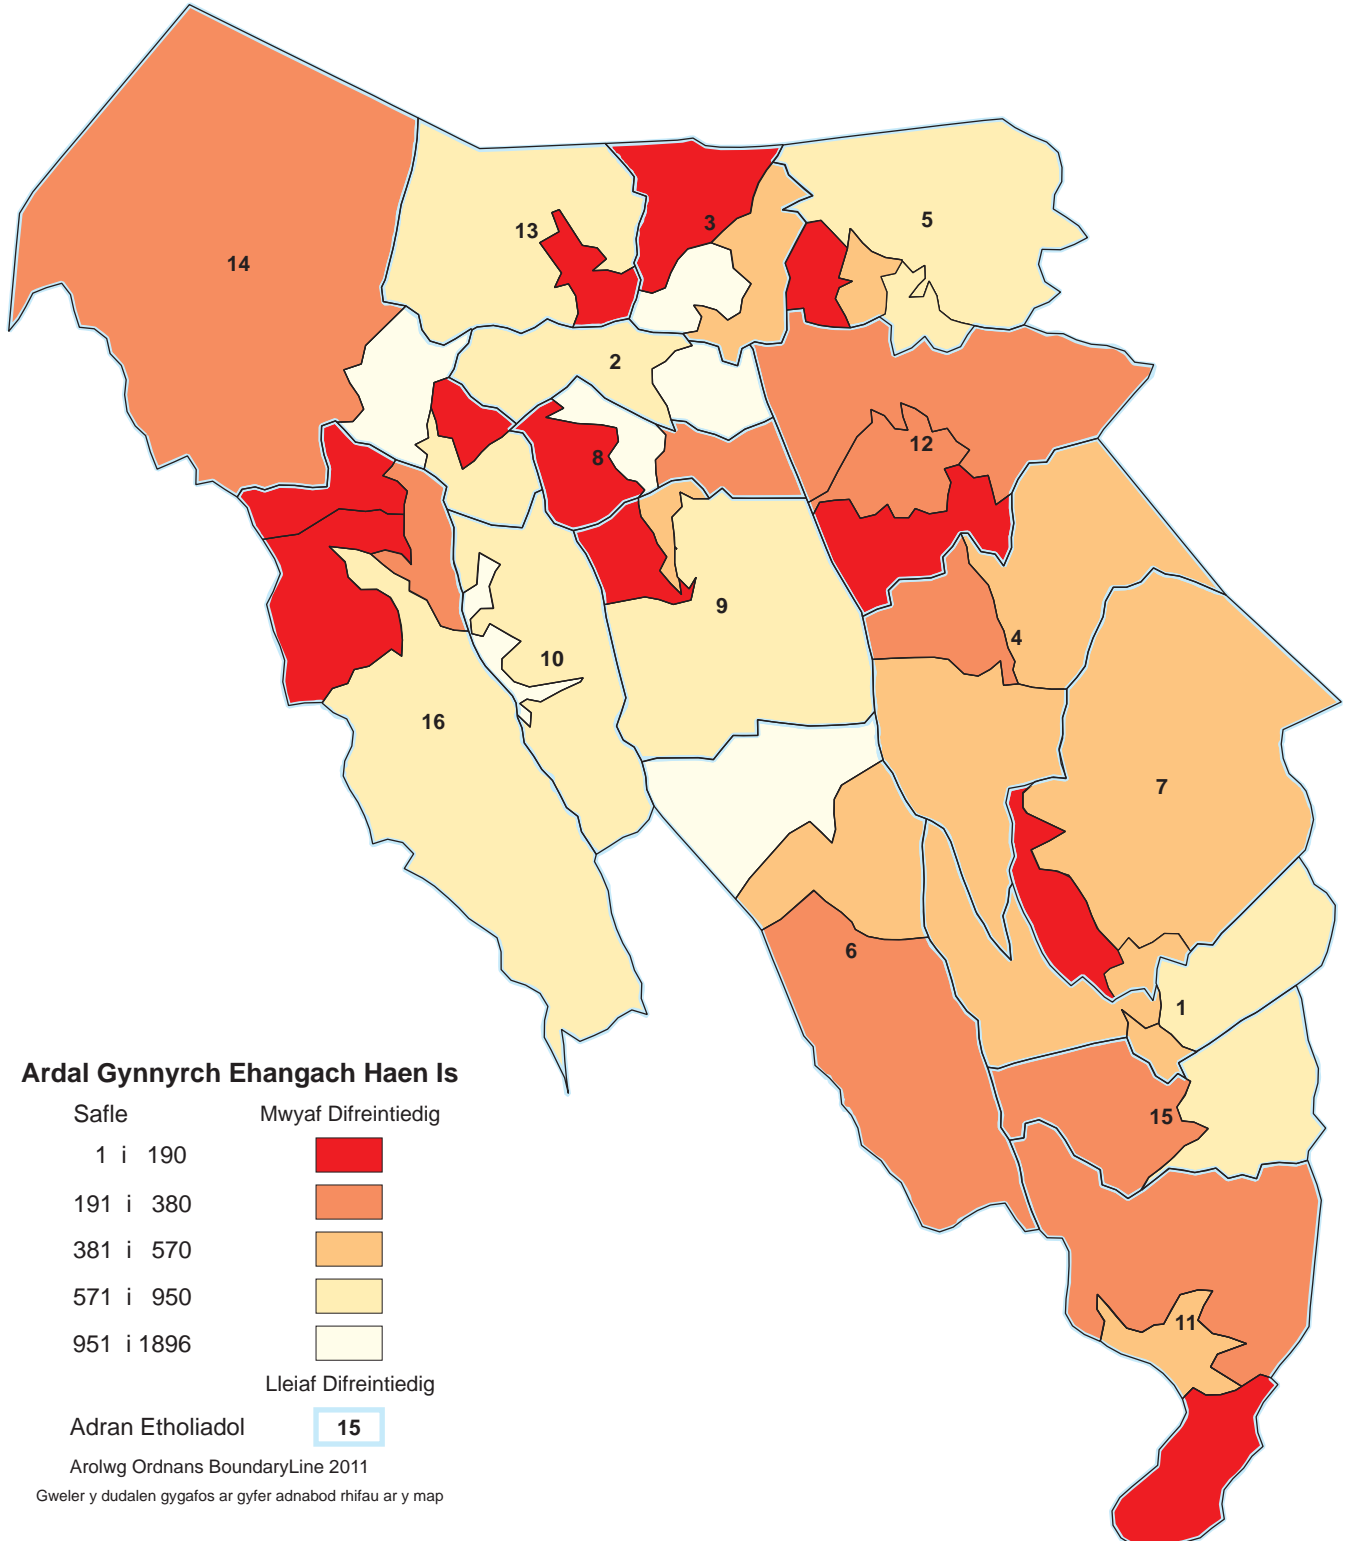 5
3
13
14
2
12
8
9
4
10
16
7
6
1
Ardal Gynnyrch Ehangach Haen Is
Safle Mwyaf Difreintiedig
15
1 i 190
191 i 380
381 i 570
571 i 950
11
951 i 1896
Lleiaf Difreintiedig
Adran Etholiadol 15
Arolwg Ordnans BoundaryLine 2011
Gweler y dudalen gygafos ar gyfer adnabod rhifau ar y map